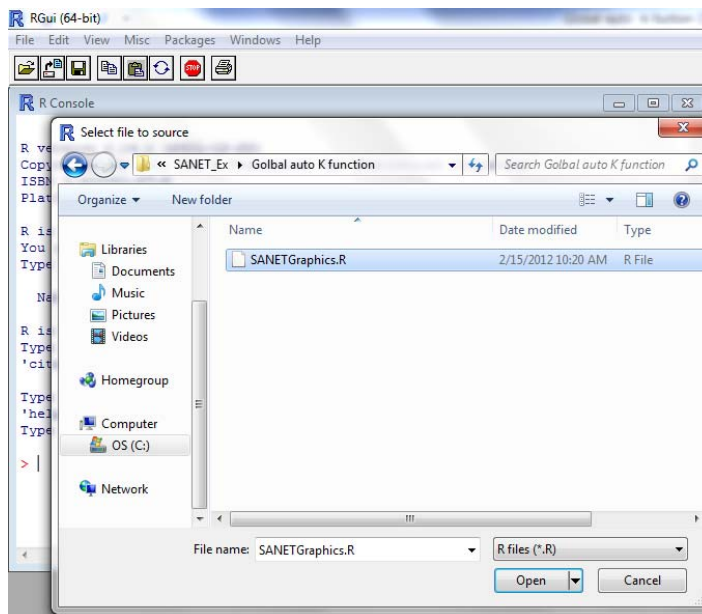 RGui (64-bit)
File Edit View Misc Packages Windows Help
STOP
R Console
Select file to source
« SANET_Ex ▸ Golbal auto K function
Search Golbal auto K function
Organize New folder
Libraries
Documents
Music
Pictures
Videos
Homegroup
Computer
OS (C:)
Network
Name Date modified Type
SANETGraphics.R 2/15/2012 10:20 AM R File
R ve
Copy
ISBN
Plat
R is
You
Type
Na
R is
Type
'cit
Type
'hel
Type
>
File name: SANETGraphics.R R files (*.R)
Open Cancel